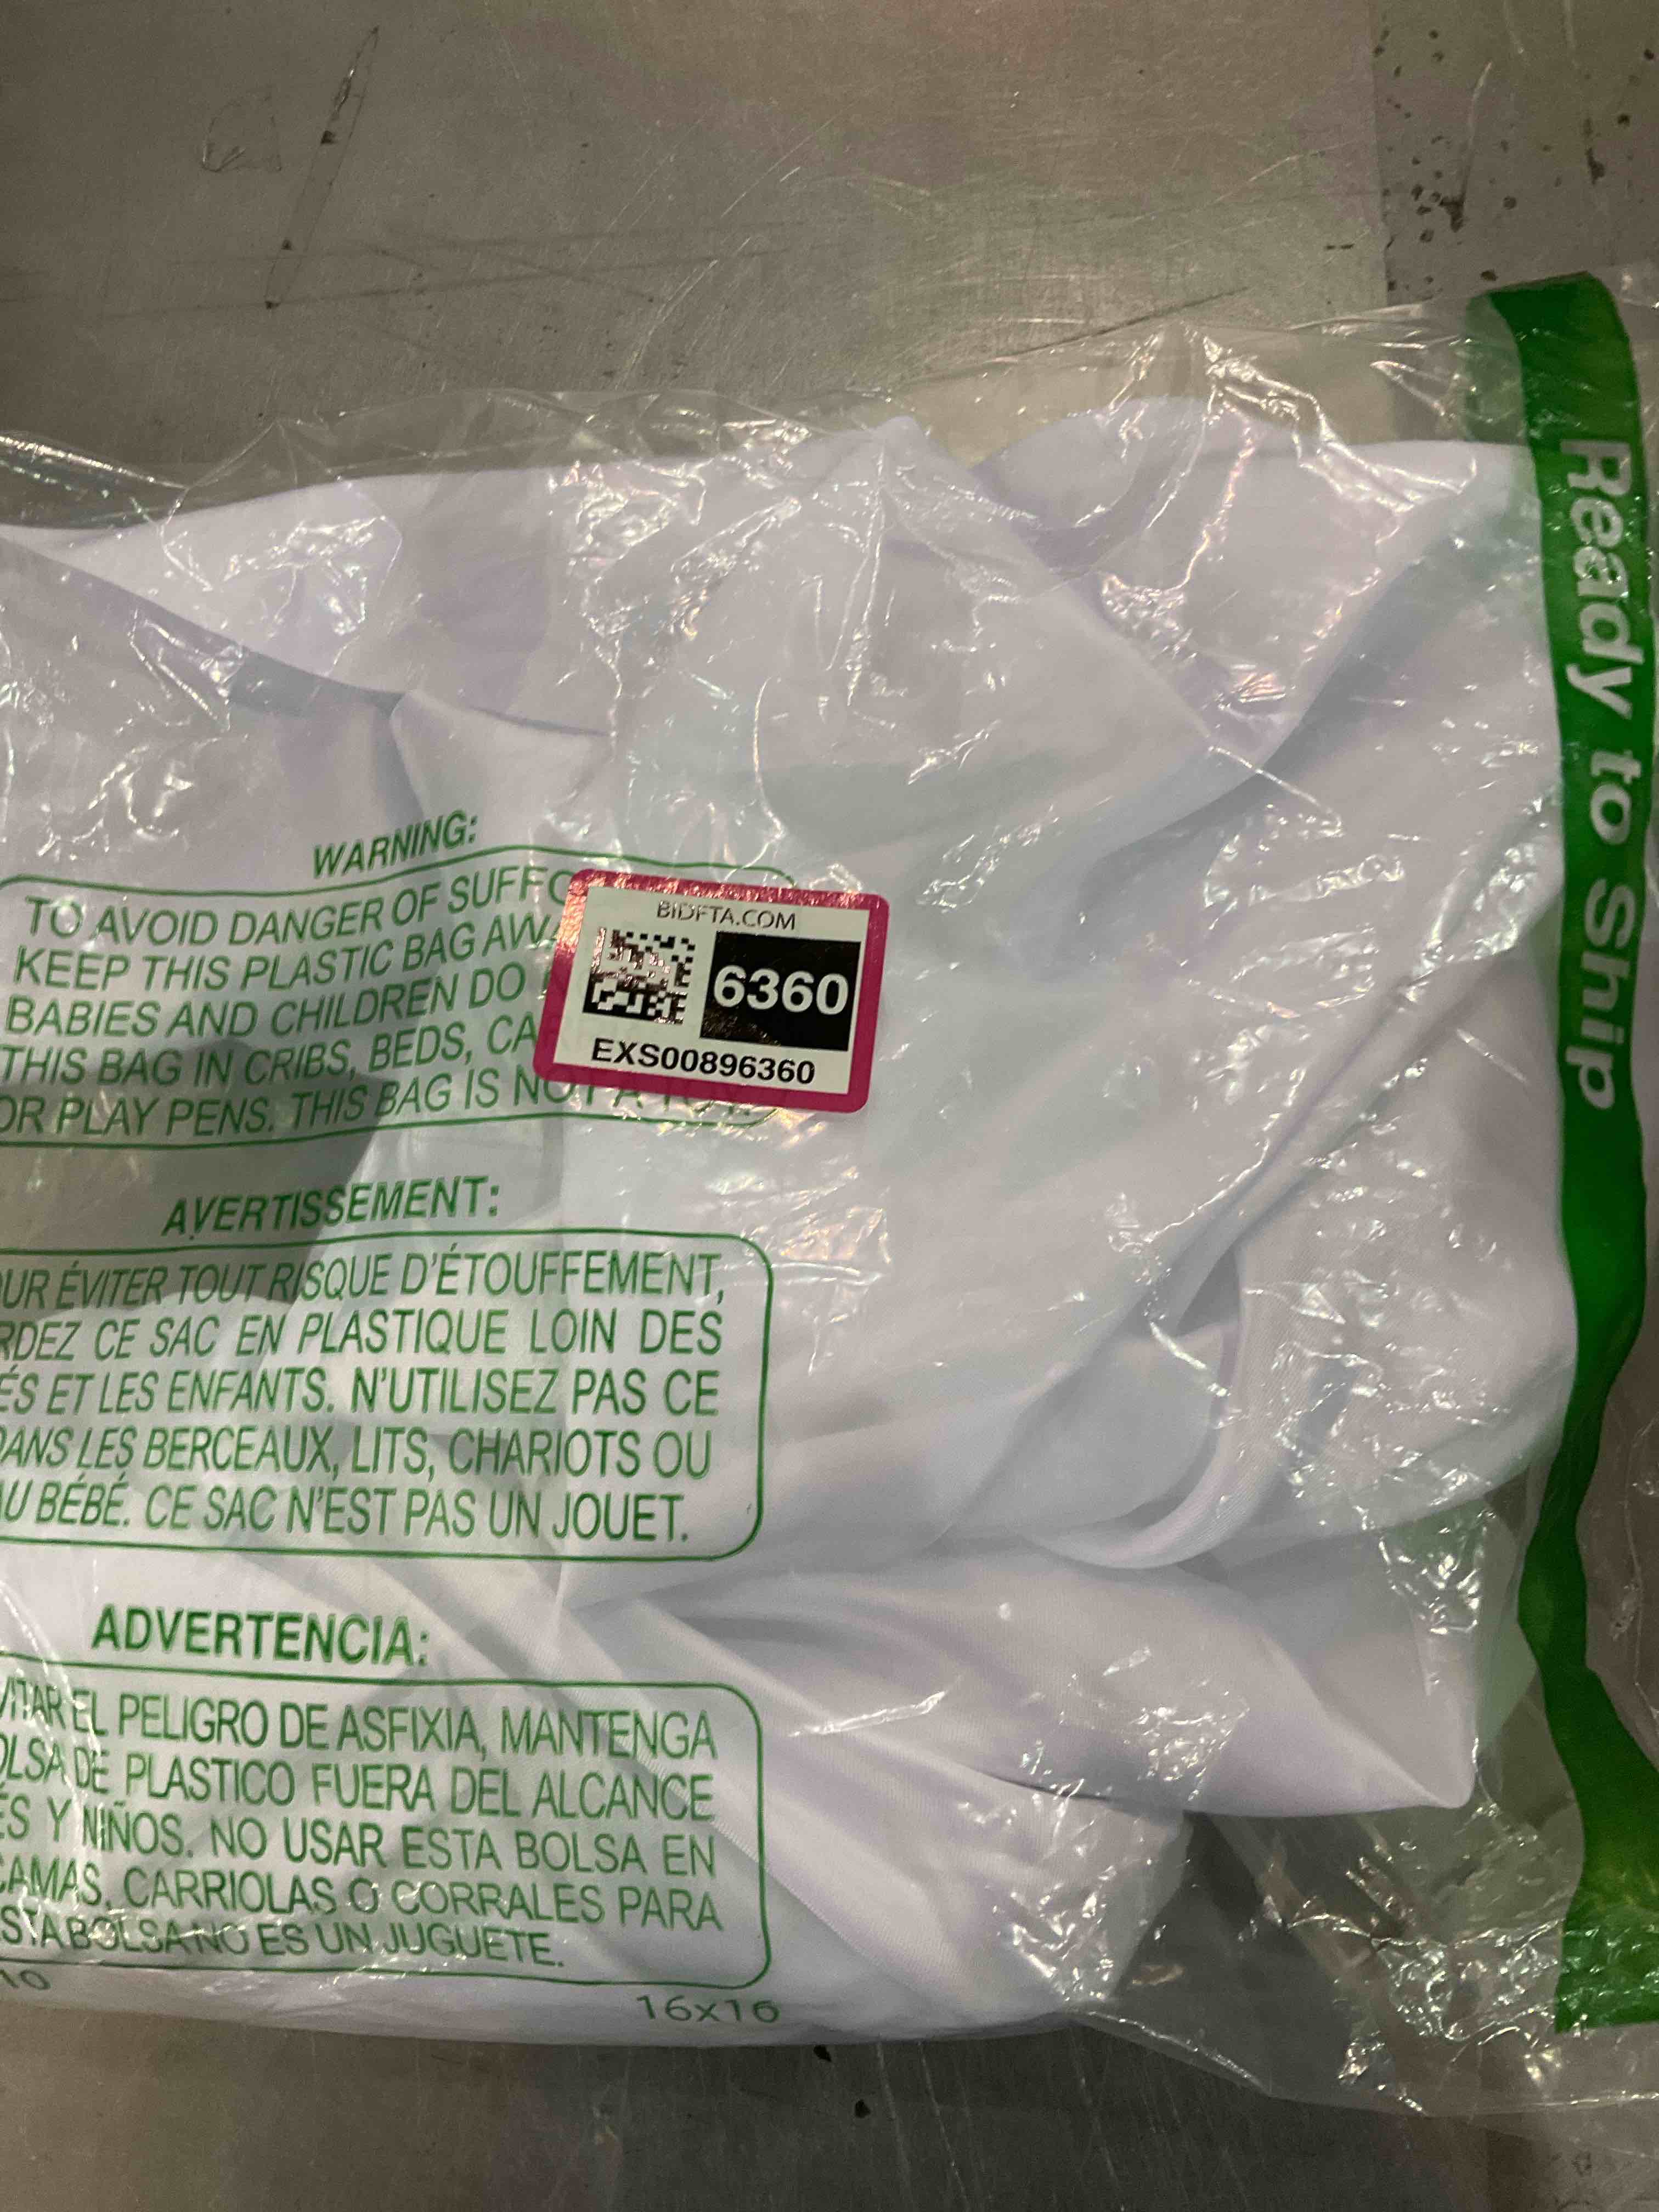 WARNING:
TO AVOID DANGER OF SUFFO
KEEP THIS PLASTIC BAG AWA
BABIES AND CHILDREN DO
THIS BAG IN CRIBS, BEDS, CA
OR PLAY PENS. THIS BAG IS NOT A
BIDFTA.COM
6360
EXS00896360
AVERTISSEMENT:
UR ÉVITER TOUT RISQUE D'ÉTOUFFEMENT,
RDEZ CE SAC EN PLASTIQUE LOIN DES
ÉS ET LES ENFANTS. N'UTILISEZ PAS CE
DANS LES BERCEAUX, LITS, CHARIOTS OU
AU BÉBÉ. CE SAC N'EST PAS UN JOUET.
ADVERTENCIA:
VITAR EL PELIGRO DE ASFIXIA, MANTENGA
OLSA DE PLASTICO FUERA DEL ALCANCE
ÉS Y NIÑOS. NO USAR ESTA BOLSA EN
CAMAS, CARRIOLAS O CORRALES PARA
STA BOLSA NO ES UN JUGUETE.
10
16x16
Ready to Ship